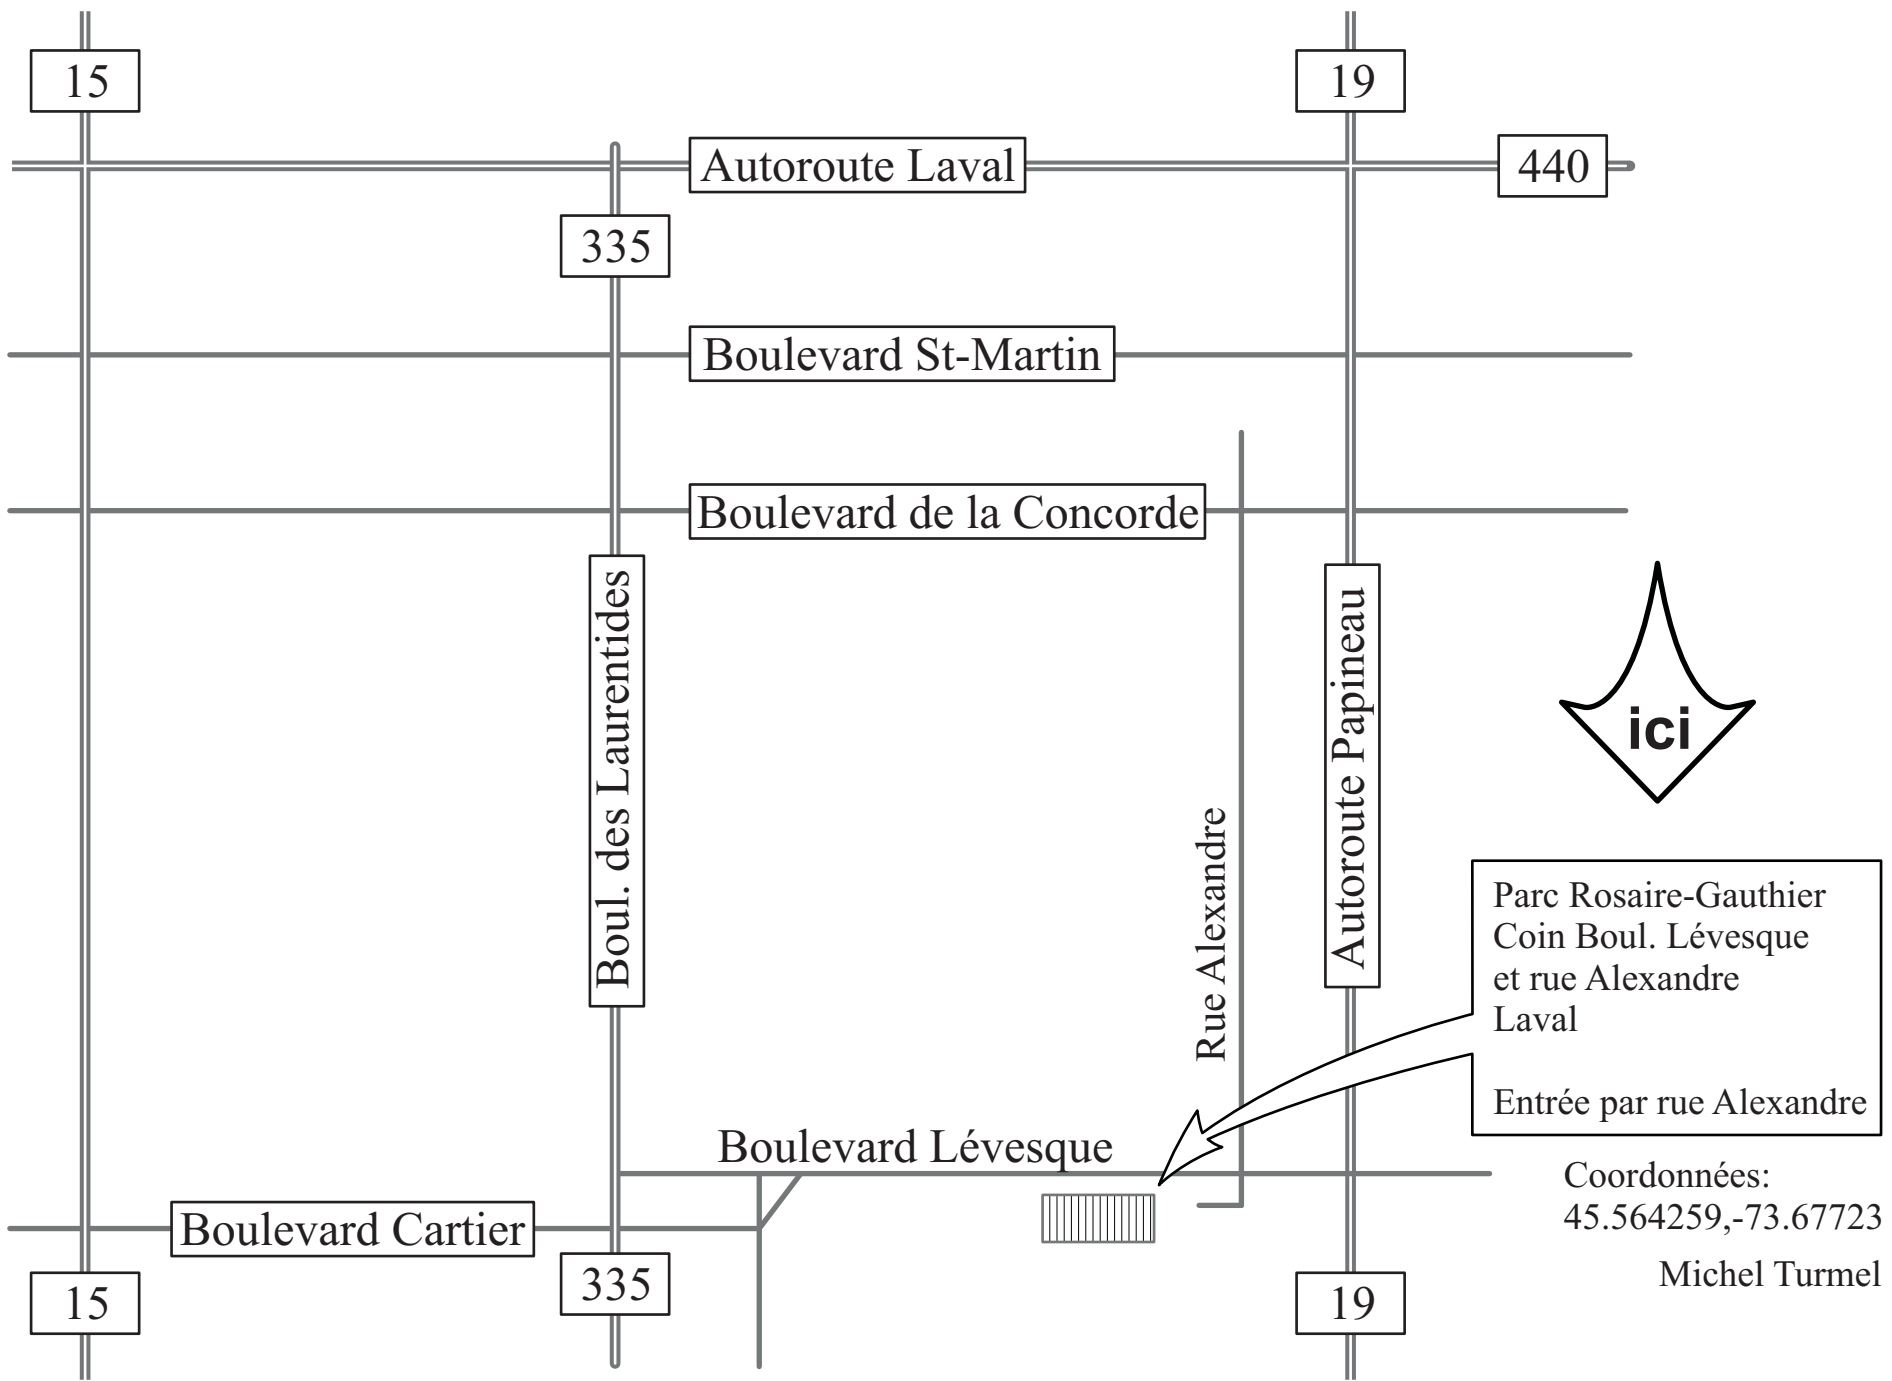 15
19
Autoroute Laval
440
335
Boulevard St-Martin
Boulevard de la Concorde
Boul. des Laurentides
Autoroute Papineau
ici
Rue Alexandre
Parc Rosaire-Gauthier
Coin Boul. Lévesque
et rue Alexandre
Laval
Entrée par rue Alexandre
Boulevard Lévesque
Coordonnées:
45.564259,-73.67723
Boulevard Cartier
Michel Turmel
15
335
19